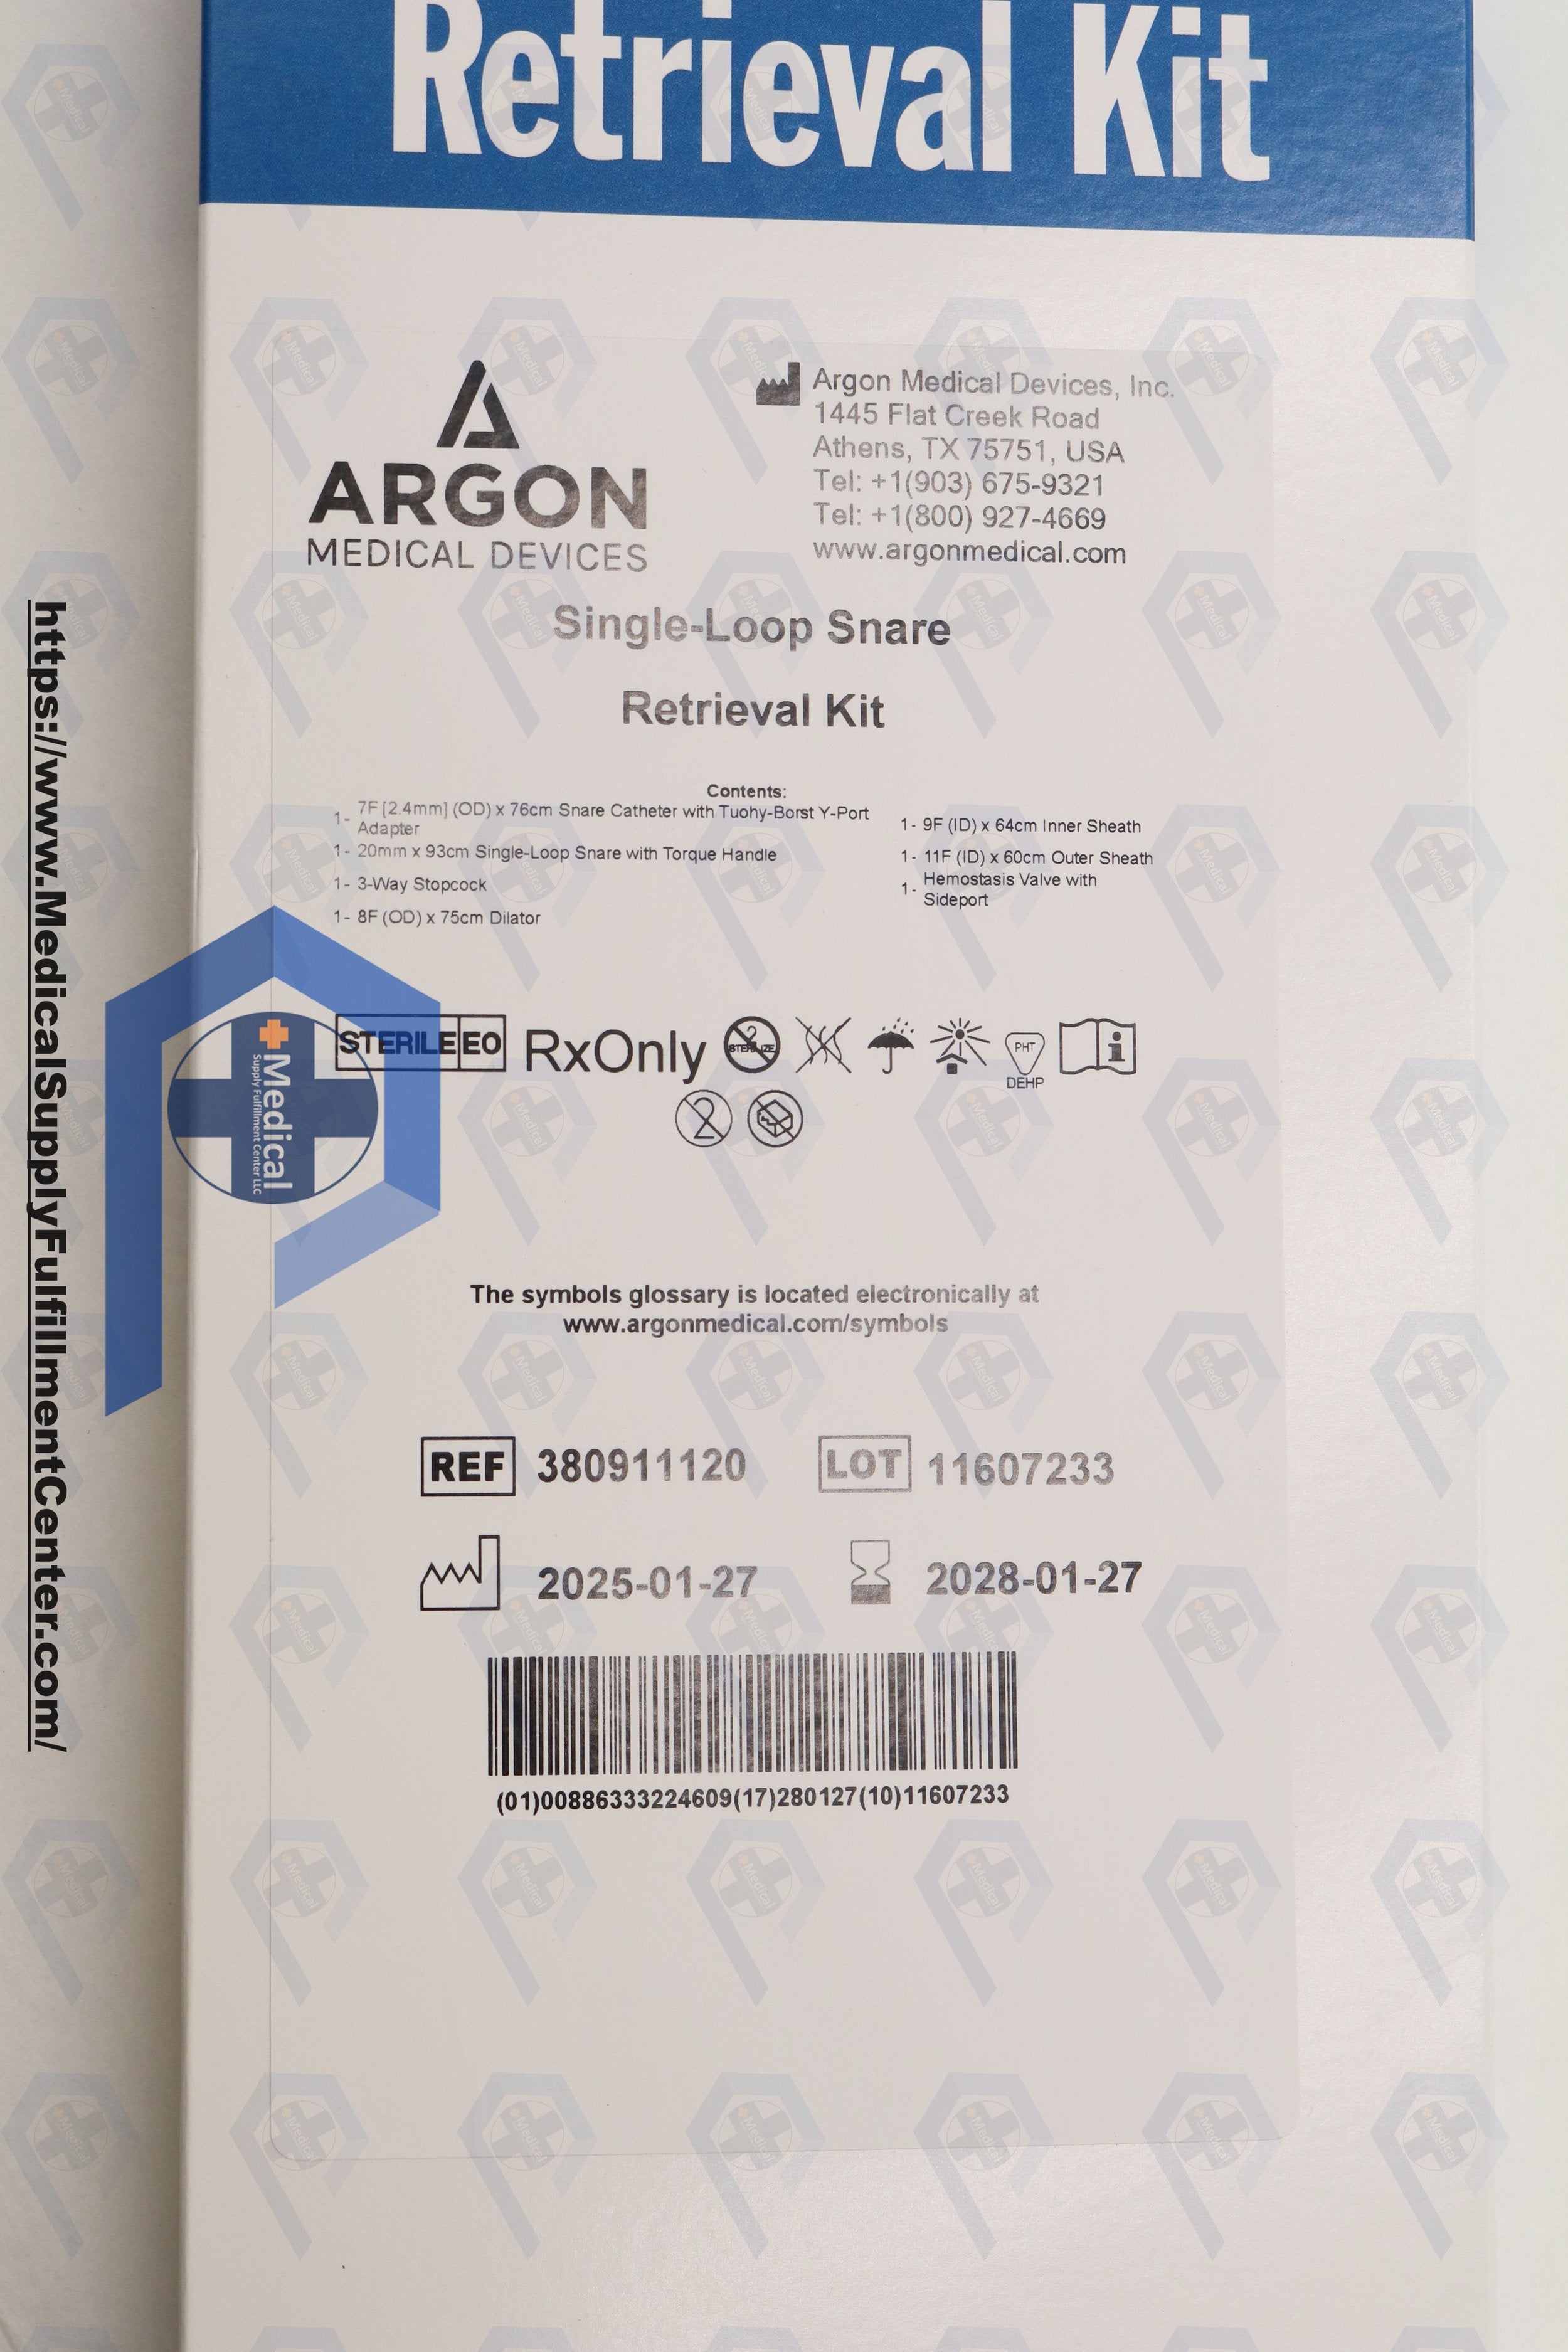 Retrieval Kit
ARGON
MEDICAL DEVICES
Argon Medical Devices, Inc.
1445 Flat Creek Road
Athens, TX 75751, USA
Tel: +1(903) 675-9321
Tel: +1(800) 927-4669
www.argonmedical.com
Single-Loop Snare
Retrieval Kit
Contents:
1- 7F [2.4mm] (OD) x 76cm Snare Catheter with Tuohy-Borst Y-Port
Adapter
1- 20mm x 93cm Single-Loop Snare with Torque Handle
1- 3-Way Stopcock
1- 8F (OD) x 75cm Dilator
1- 9F (ID) x 64cm Inner Sheath
1- 11F (ID) x 60cm Outer Sheath
1- Hemostasis Valve with
Sideport
STERILE EO RxOnly
2
STERILIZE
PHT
DEHP
i
2
Medical
Supply Fulfillment Center LLC
https://www.MedicalSupplyFulfillmentCenter.com/
The symbols glossary is located electronically at
www.argonmedical.com/symbols
REF 380911120 LOT 11607233
2025-01-27 2028-01-27
(01)00886333224609(17)280127(10)11607233